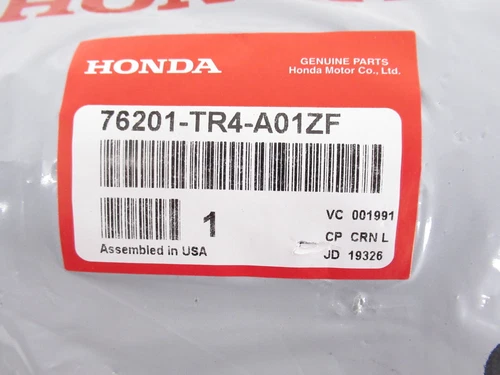 HONDA
HONDA
GENUINE PARTS
Honda Motor Co., Ltd.
76201-TR4-A01ZF
1
VC 001991
CP CRN L
JD 19326
Assembled in USA